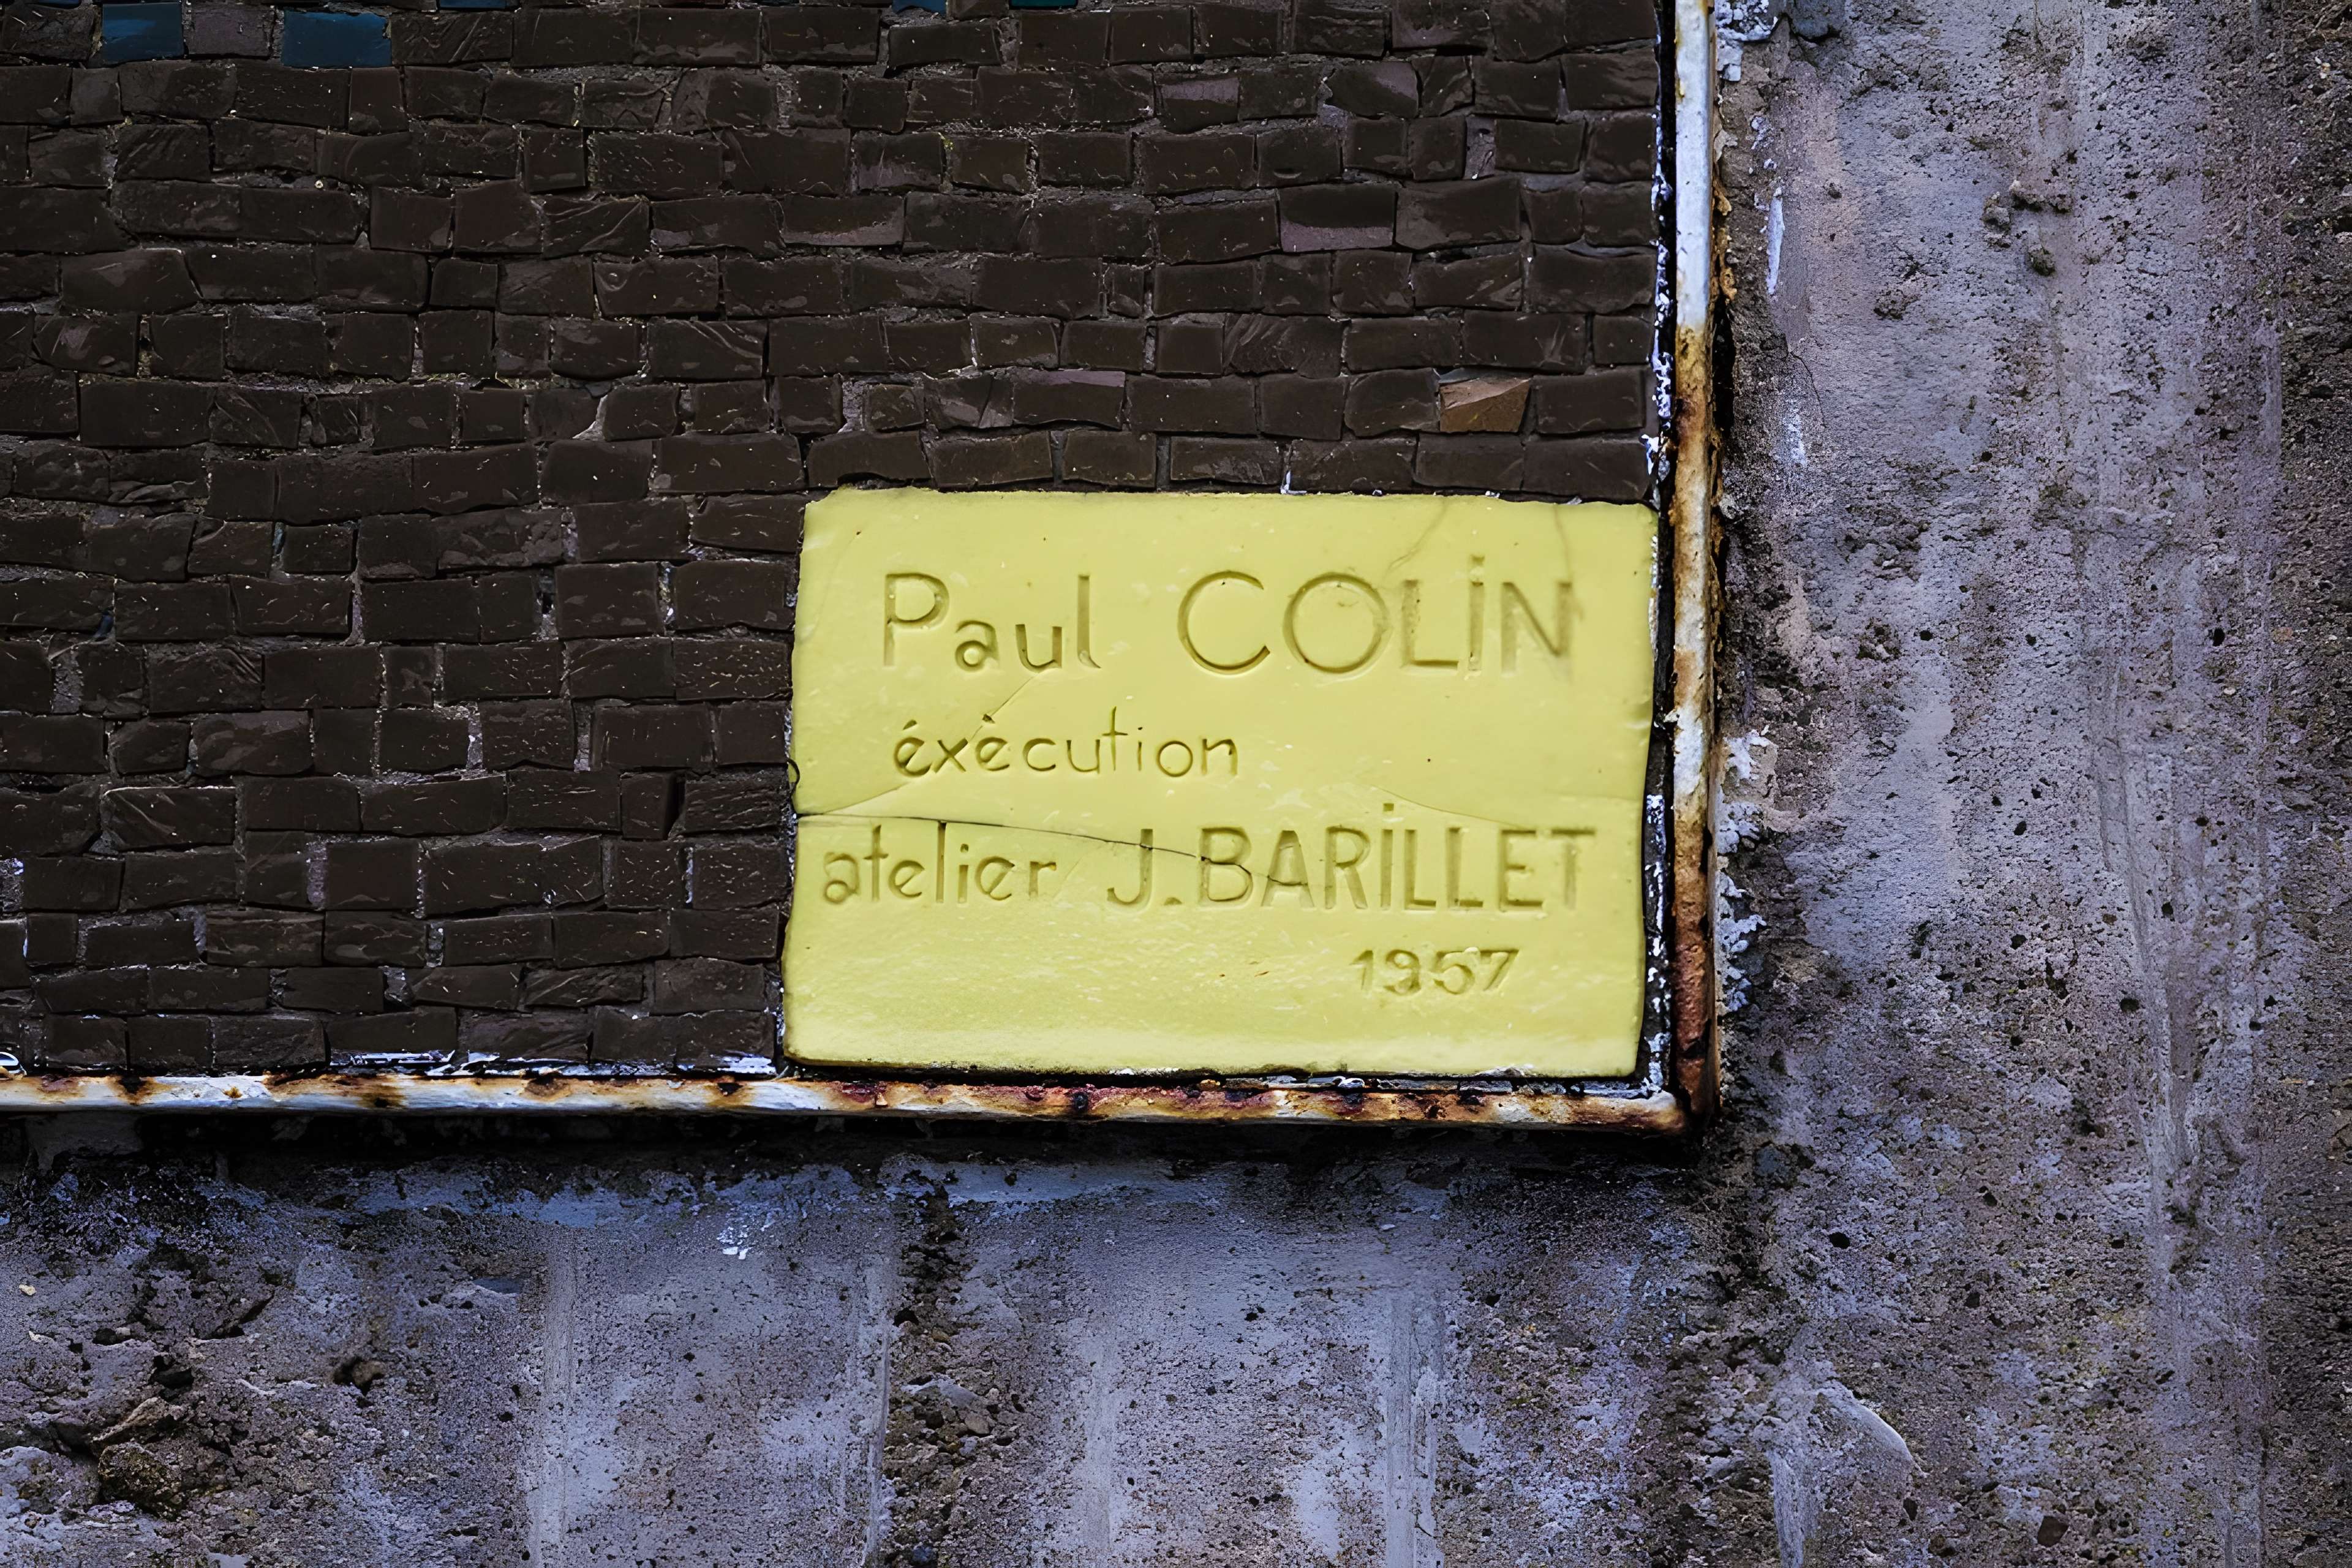 Paul COLiN
éxècution
atelier J.BARiLLET
1957